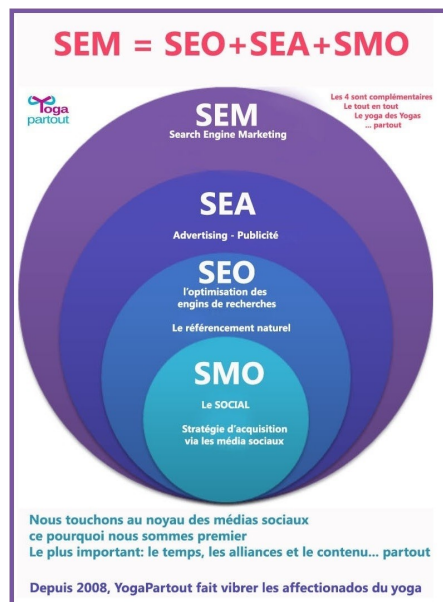 SEM = SEO+SEA+SMO
Yoga
partout
Les 4 sont complémentaires
Le tout en tout
Le yoga des Yogas
... partout
SEM
Search Engine Marketing
SEA
Advertising - Publicité
SEO
l'optimisation des
engins de recherches
Le référencement naturel
SMO
Le SOCIAL
Stratégie d'acquisition
via les média sociaux
Nous touchons au noyau des médias sociaux
ce pourquoi nous sommes premier
Le plus important: le temps, les alliances et le contenu... partout
Depuis 2008, YogaPartout fait vibrer les affectionados du yoga